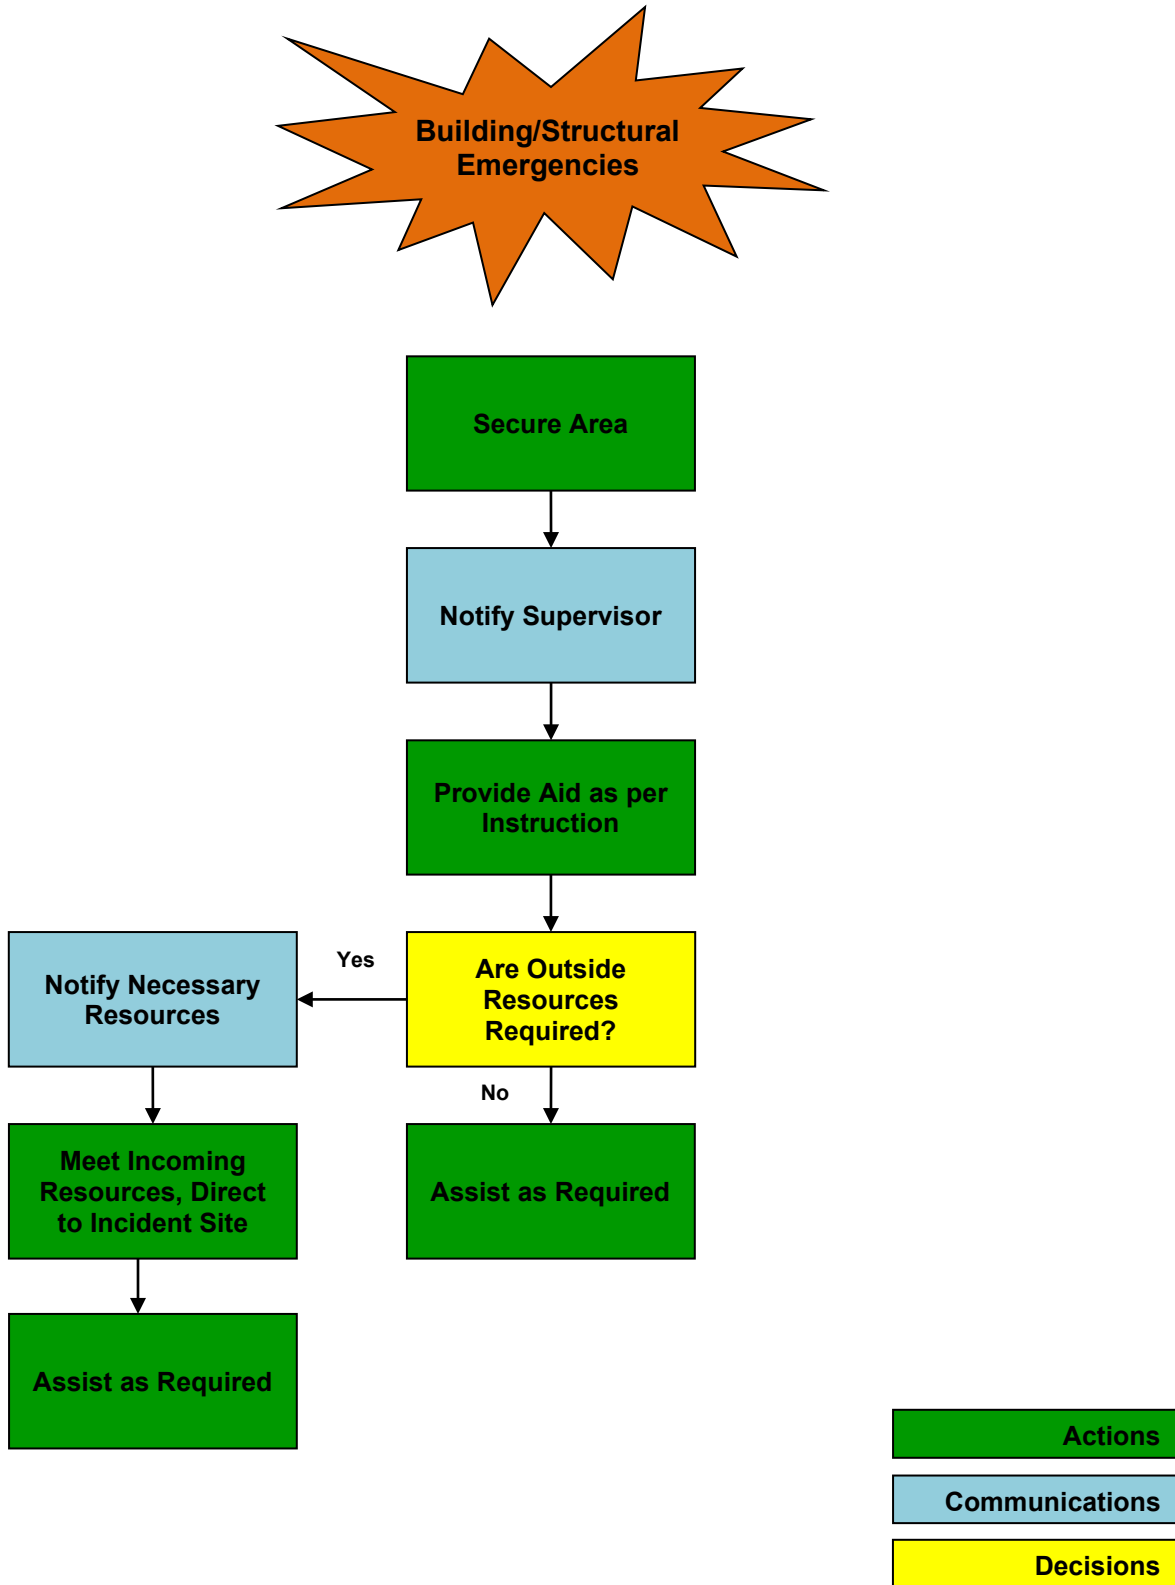 Building/Structural
Emergencies
Secure Area
Notify Supervisor
Provide Aid as per
Instruction
Are Outside
Resources
Required?
Yes
Notify Necessary
Resources
No
Meet Incoming
Resources, Direct
to Incident Site
Assist as Required
Assist as Required
Actions
Communications
Decisions